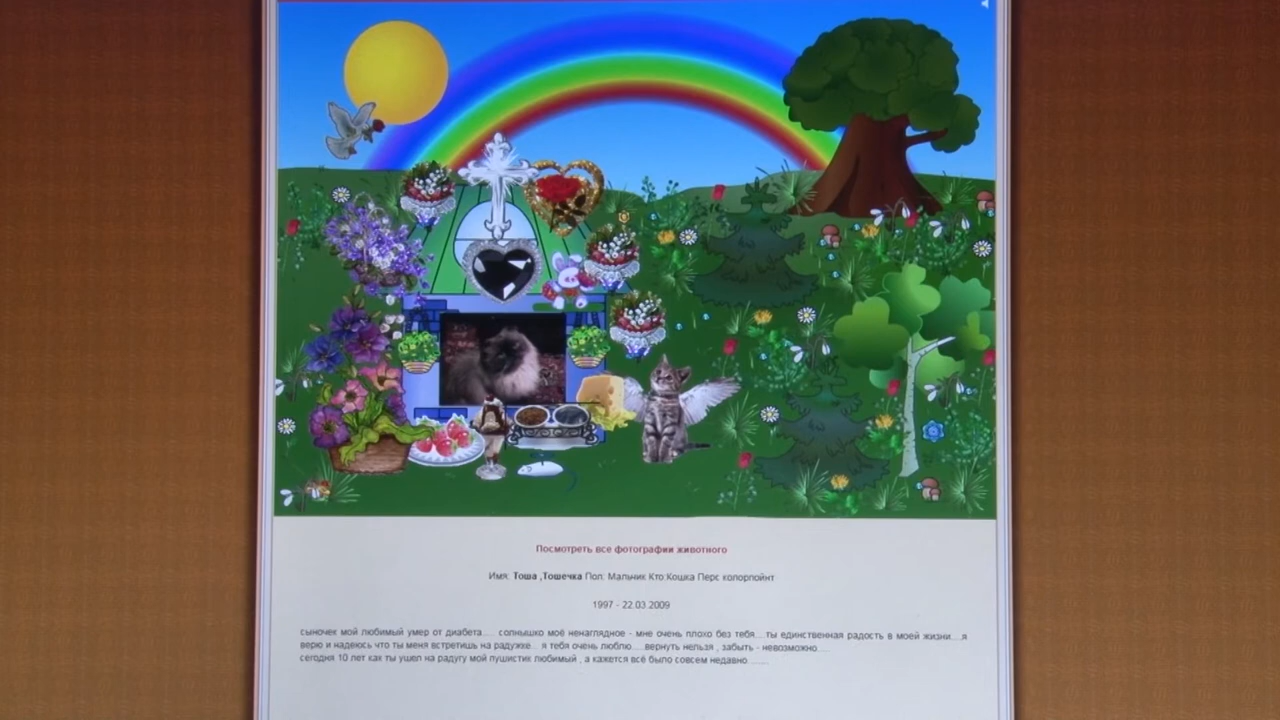 Посмотреть все фотографии животного
Имя: Тоша ,Тошечка Пол: Мальчик Кто:Кошка Перс колорпойнт
1997 - 22.03.2009
сыночек мой любимый умер от диабета..... солнышко моё ненаглядное - мне очень плохо без тебя....ты единственная радость в моей жизни....я
верю и надеюсь что ты меня встретишь на радужке... я тебя очень люблю.....вернуть нельзя , забыть - невозможно.....
сегодня 10 лет как ты ушел на радугу мой пушистик любимый , а кажется всё было совсем недавно........